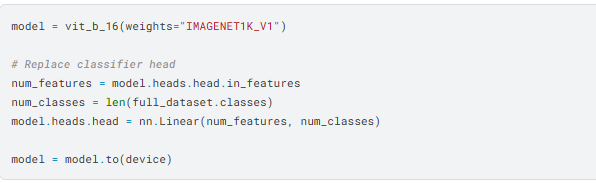 model = vit_b_16(weights="IMAGENET1K_V1")
# Replace classifier head
num_features = model.heads.head.in_features
num_classes = len(full_dataset.classes)
model.heads.head = nn.Linear(num_features, num_classes)
model = model.to(device)